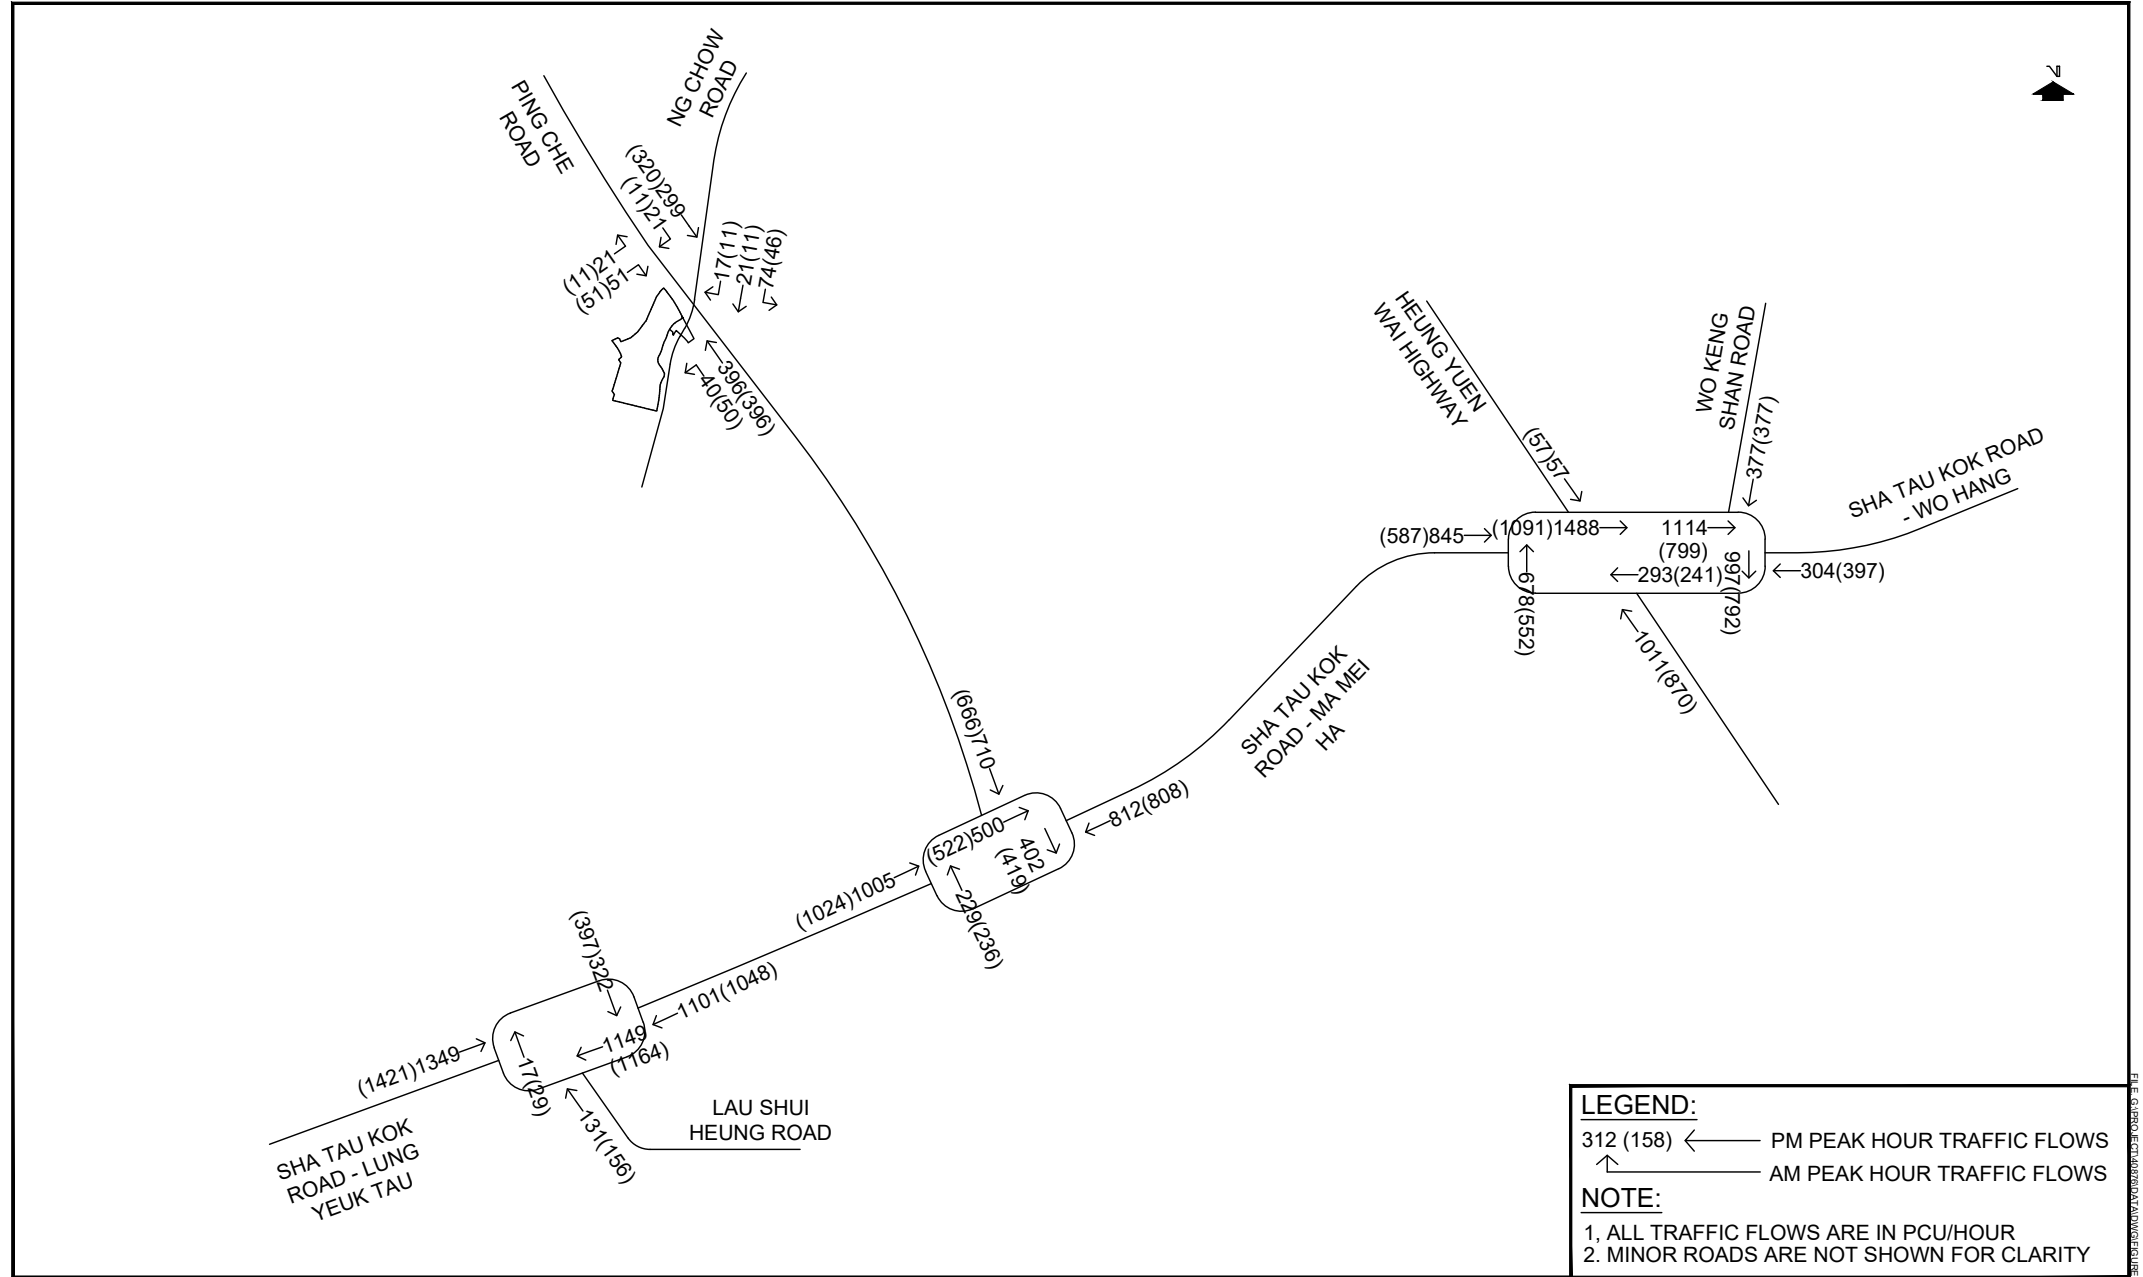 NG CHOW
ROAD
PING CHE
ROAD
(320)299
(11)21
(11)21
(51)51
17(11)
21(11)
74(46)
396(396)
40(50)
HEUNG YUEN
WAI HIGHWAY
WO KENG
SHAN ROAD
(57)57
377(377)
SHA TAU KOK ROAD
- WO HANG
(587)845
(1091)1488
1114
(799)
293(241)
997(792)
304(397)
678(552)
1011(870)
SHA TAU KOK
ROAD - MA MEI
HA
(666)710
812(808)
(522)500
402
(419)
229(236)
(1024)1005
1101(1048)
(397)322
1149
(1164)
(1421)1349
17(29)
131(156)
LAU SHUI
HEUNG ROAD
SHA TAU KOK
ROAD - LUNG
YEUK TAU
LEGEND:
312 (158)
PM PEAK HOUR TRAFFIC FLOWS
AM PEAK HOUR TRAFFIC FLOWS
NOTE:
1, ALL TRAFFIC FLOWS ARE IN PCU/HOUR
2. MINOR ROADS ARE NOT SHOWN FOR CLARITY
N
FILE G:\PROJECT\40876\DATA\DWG\FIGURE